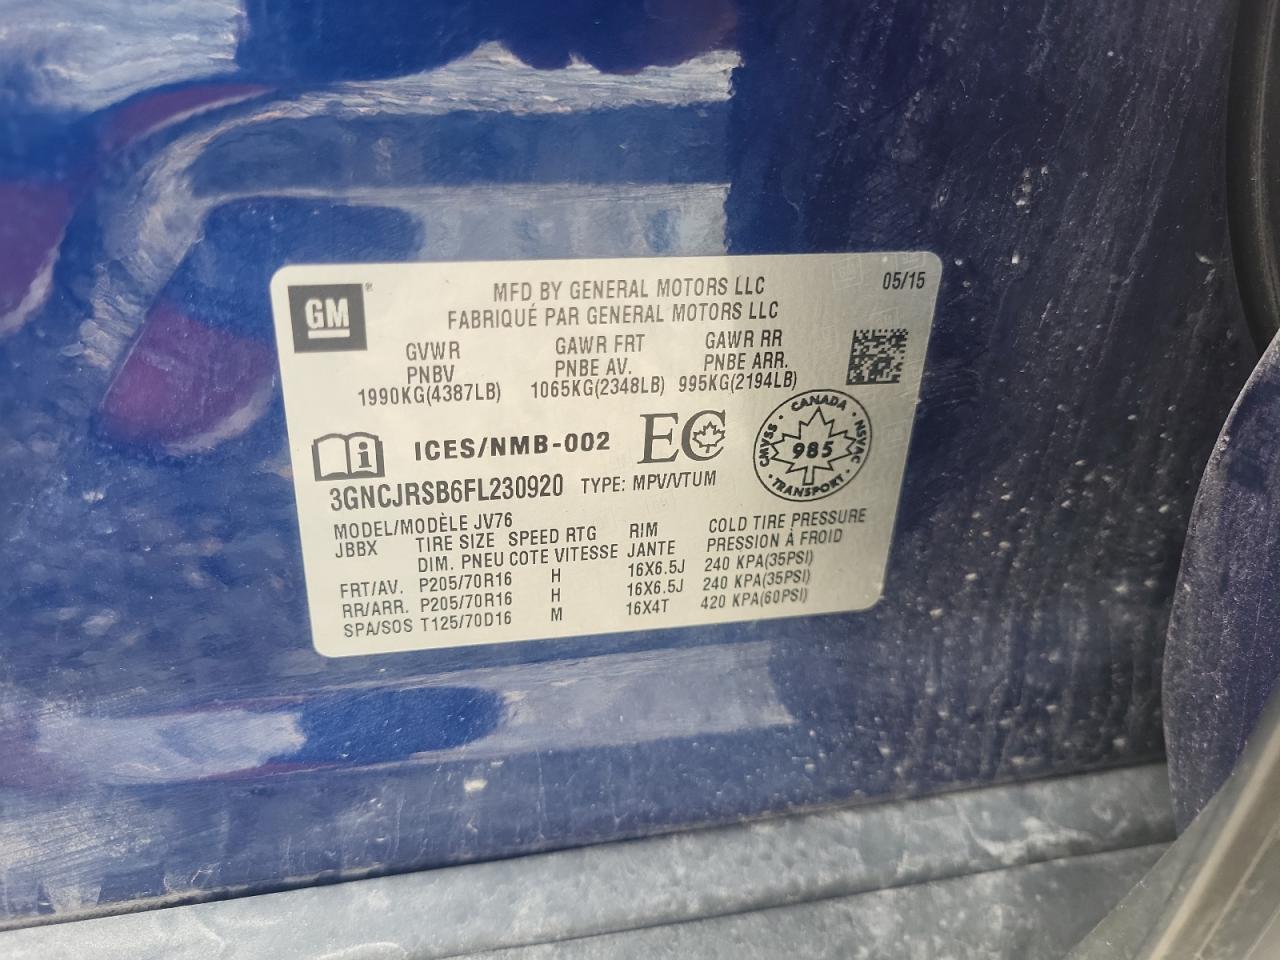 GM®
MFD BY GENERAL MOTORS LLC 05/15
FABRIQUÉ PAR GENERAL MOTORS LLC
GVWR GAWR FRT GAWR RR
PNBV PNBE AV. PNBE ARR.
1990KG(4387LB) 1065KG(2348LB) 995KG(2194LB)
ICES/NMB-002 EC
CANADA
CMVSS · 985 · NSVAC
TRANSPORT
3GNCJRSB6FL230920 TYPE: MPV/VTUM
MODEL/MODÈLE JV76
JBBX TIRE SIZE SPEED RTG RIM COLD TIRE PRESSURE
DIM. PNEU COTE VITESSE JANTE PRESSION À FROID
FRT/AV. P205/70R16 H 16X6.5J 240 KPA(35PSI)
RR/ARR. P205/70R16 H 16X6.5J 240 KPA(35PSI)
SPA/SOS T125/70D16 M 16X4T 420 KPA(60PSI)